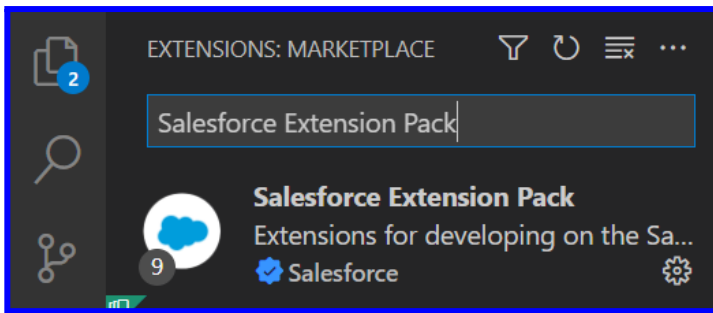 EXTENSIONS: MARKETPLACE
2
Salesforce Extension Pack
Salesforce Extension Pack
Extensions for developing on the Sa...
9
Salesforce